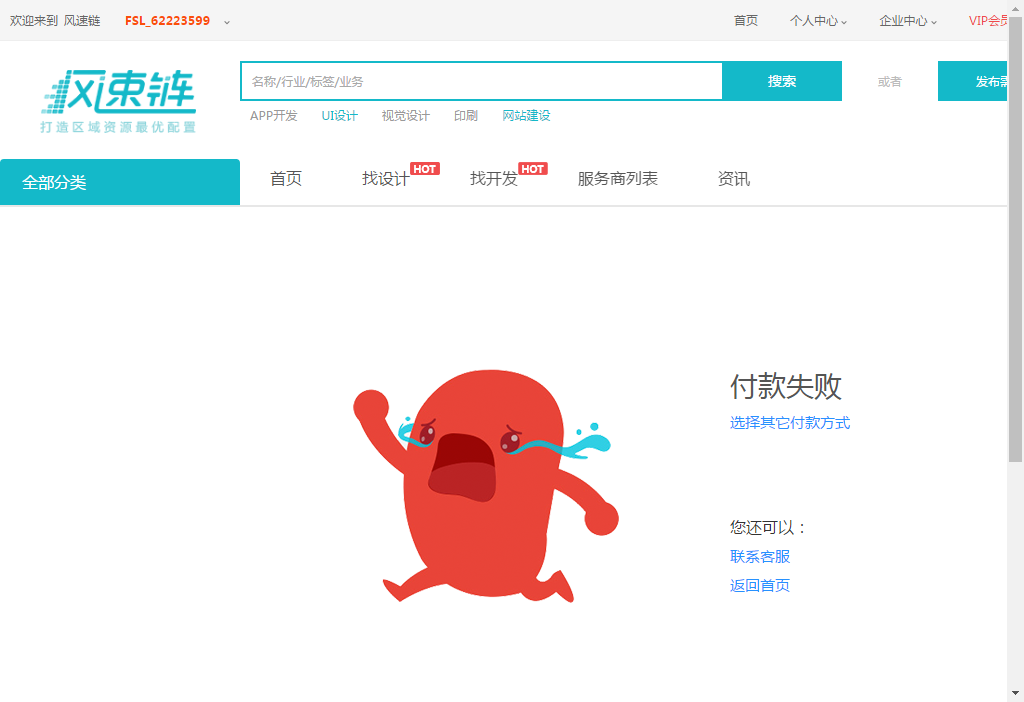 欢迎来到 风速链 FSL_62223599 首页 个人中心 企业中心 VIP会员
风速链
打造区域资源最优配置
名称/行业/标签/业务 搜索 或者 发布需
APP开发 UI设计 视觉设计 印刷 网站建设
全部分类 首页 找设计 HOT 找开发 HOT 服务商列表 资讯
付款失败
选择其它付款方式
您还可以：
联系客服
返回首页